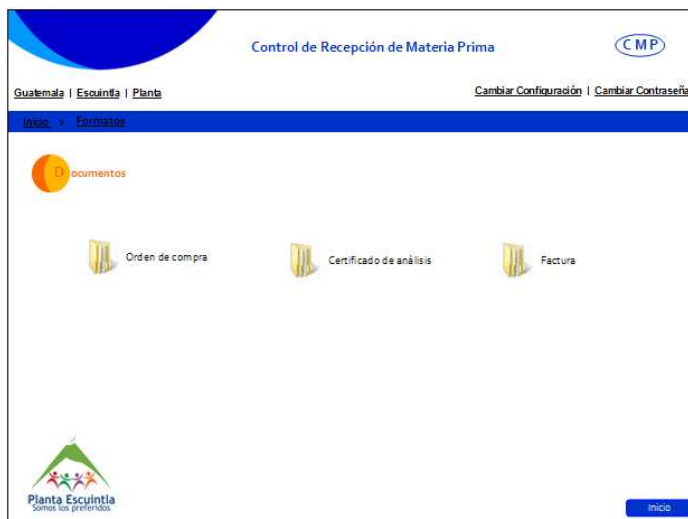 Control de Recepción de Materia Prima
CMP
Guatemala | Escuintla | Planta
Cambiar Configuración | Cambiar Contraseña
Inicio > Formatos
Documentos
Orden de compra
Certificado de análisis
Factura
Planta Escuintla
Somos los preferidos
Inicio